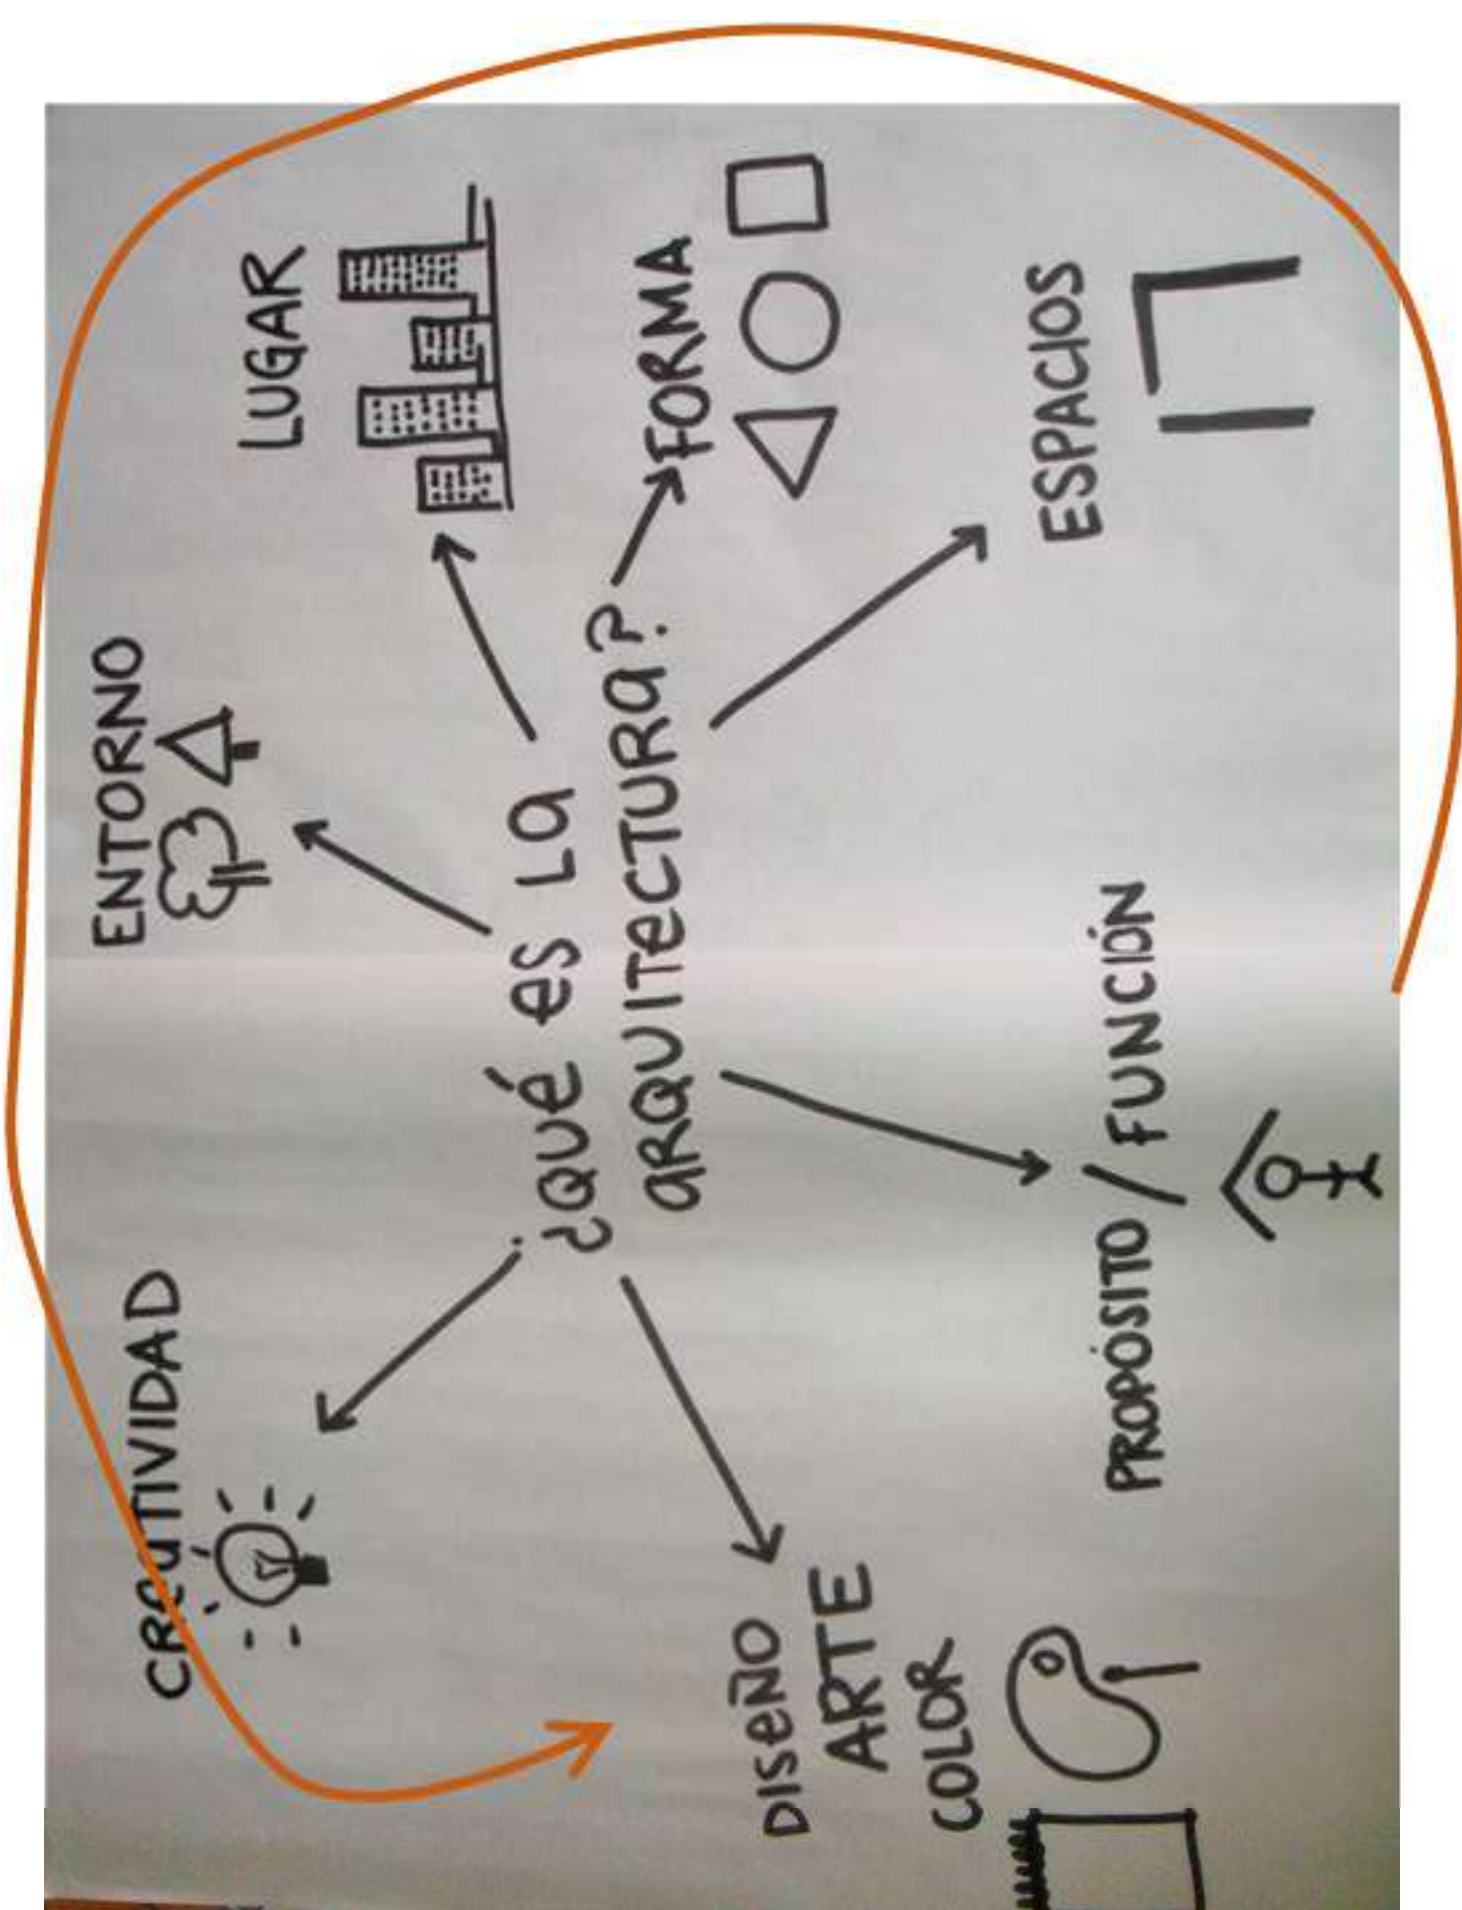 CReaTIVIDAD
ENTORNO
LUGAR
¿QUé es La
aRQUITeCTURa?
FORMA
DISeÑO
ARTE
COLOR
PROPÓSITO / FUNCIÓN
ESPACIOS